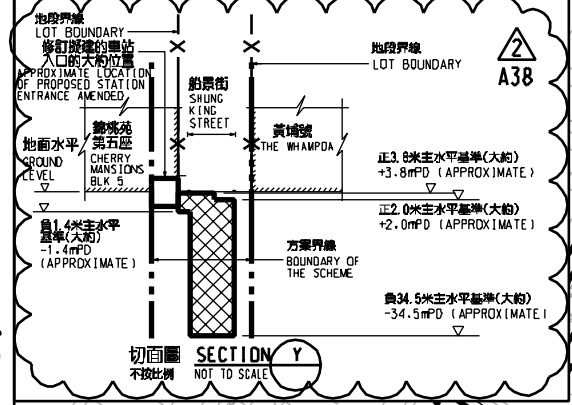 地段界線
LOT BOUNDARY
修訂擬建的車站
入口的大約位置
APPROXIMATE LOCATION
OF PROPOSED STATION
ENTRANCE AMENDED
船景街
SHUNG
KING
STREET
地段界線
LOT BOUNDARY
2
A38
地面水平
GROUND
LEVEL
錦桃苑
第五座
CHERRY
MANSIONS
BLK 5
黃埔號
THE WHAMPOA
正3.8米主水平基準(大約)
+3.8mPD (APPROXIMATE)
正2.0米主水平基準(大約)
+2.0mPD (APPROXIMATE)
負1.4米主水平
基準(大約)
-1.4mPD
(APPROXIMATE)
方案界線
BOUNDARY OF
THE SCHEME
負34.5米主水平基準(大約)
-34.5mPD (APPROXIMATE)
切面圖 SECTION Y
不按比例 NOT TO SCALE